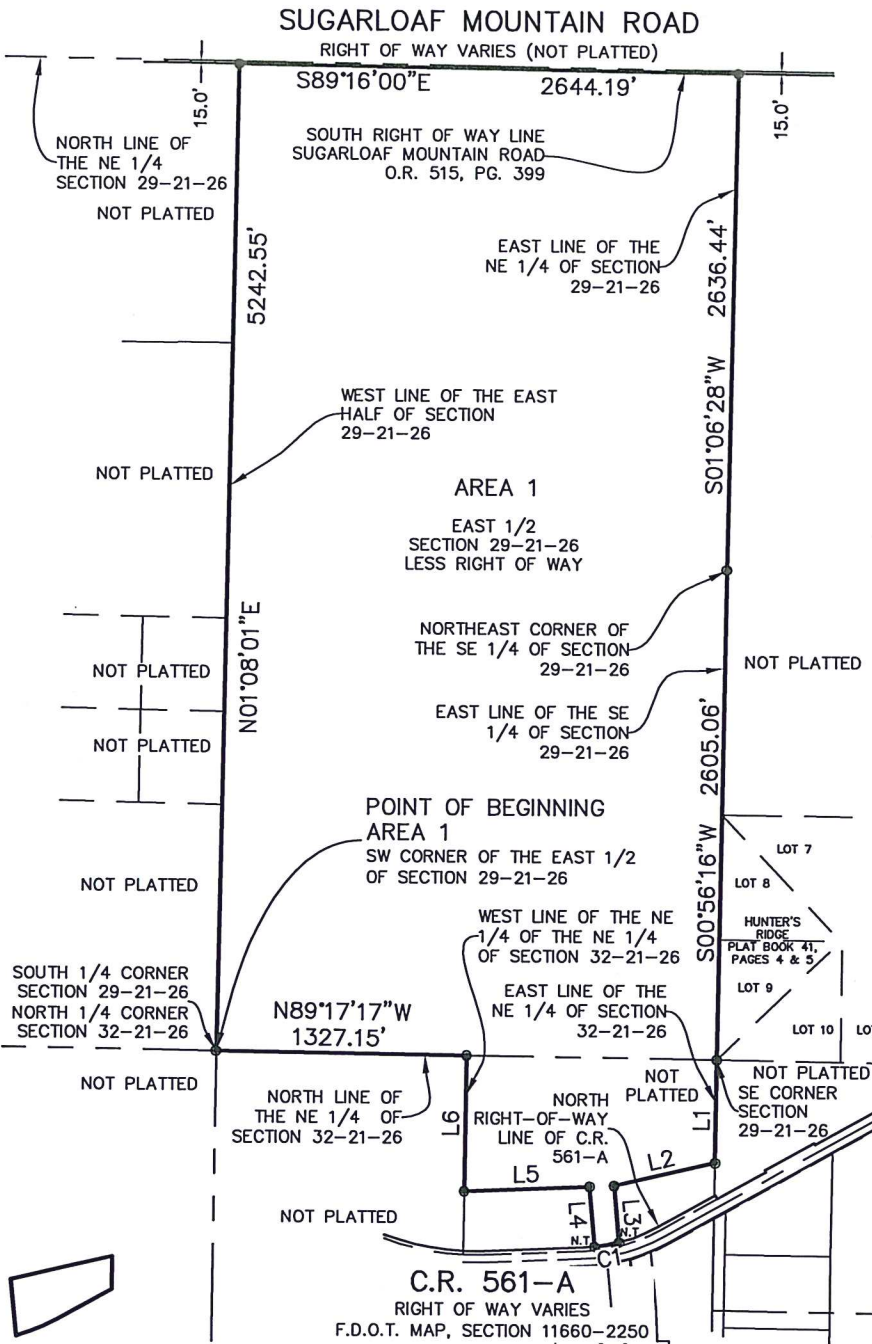 SUGARLOAF MOUNTAIN ROAD
RIGHT OF WAY VARIES (NOT PLATTED)
S89°16'00"E
2644.19'
15.0'
15.0'
NORTH LINE OF
THE NE 1/4
SECTION 29-21-26
NOT PLATTED
SOUTH RIGHT OF WAY LINE
SUGARLOAF MOUNTAIN ROAD
O.R. 515, PG. 399
5242.55'
EAST LINE OF THE
NE 1/4 OF SECTION
29-21-26
2636.44'
S01°06'28"W
WEST LINE OF THE EAST
HALF OF SECTION
29-21-26
NOT PLATTED
AREA 1
EAST 1/2
SECTION 29-21-26
LESS RIGHT OF WAY
N01°08'01"E
NORTHEAST CORNER OF
THE SE 1/4 OF SECTION
29-21-26
NOT PLATTED
NOT PLATTED
EAST LINE OF THE SE
1/4 OF SECTION
29-21-26
NOT PLATTED
2605.06'
S00°56'16"W
POINT OF BEGINNING
AREA 1
SW CORNER OF THE EAST 1/2
OF SECTION 29-21-26
NOT PLATTED
LOT 7
LOT 8
HUNTER'S
RIDGE
PLAT BOOK 41,
PAGES 4 & 5
LOT 9
LOT 10
LO
WEST LINE OF THE NE
1/4 OF THE NE 1/4
OF SECTION 32-21-26
EAST LINE OF THE
NE 1/4 OF SECTION
32-21-26
SOUTH 1/4 CORNER
SECTION 29-21-26
NORTH 1/4 CORNER
SECTION 32-21-26
N89°17'17"W
1327.15'
NOT PLATTED
NORTH LINE OF
THE NE 1/4 OF
SECTION 32-21-26
L6
NORTH
RIGHT-OF-WAY
LINE OF C.R.
561-A
NOT
PLATTED
L1
NOT PLATTED
SE CORNER
SECTION
29-21-26
L5
L2
L4
L3
N.T
N.T
C1
NOT PLATTED
C.R. 561-A
RIGHT OF WAY VARIES
F.D.O.T. MAP, SECTION 11660-2250